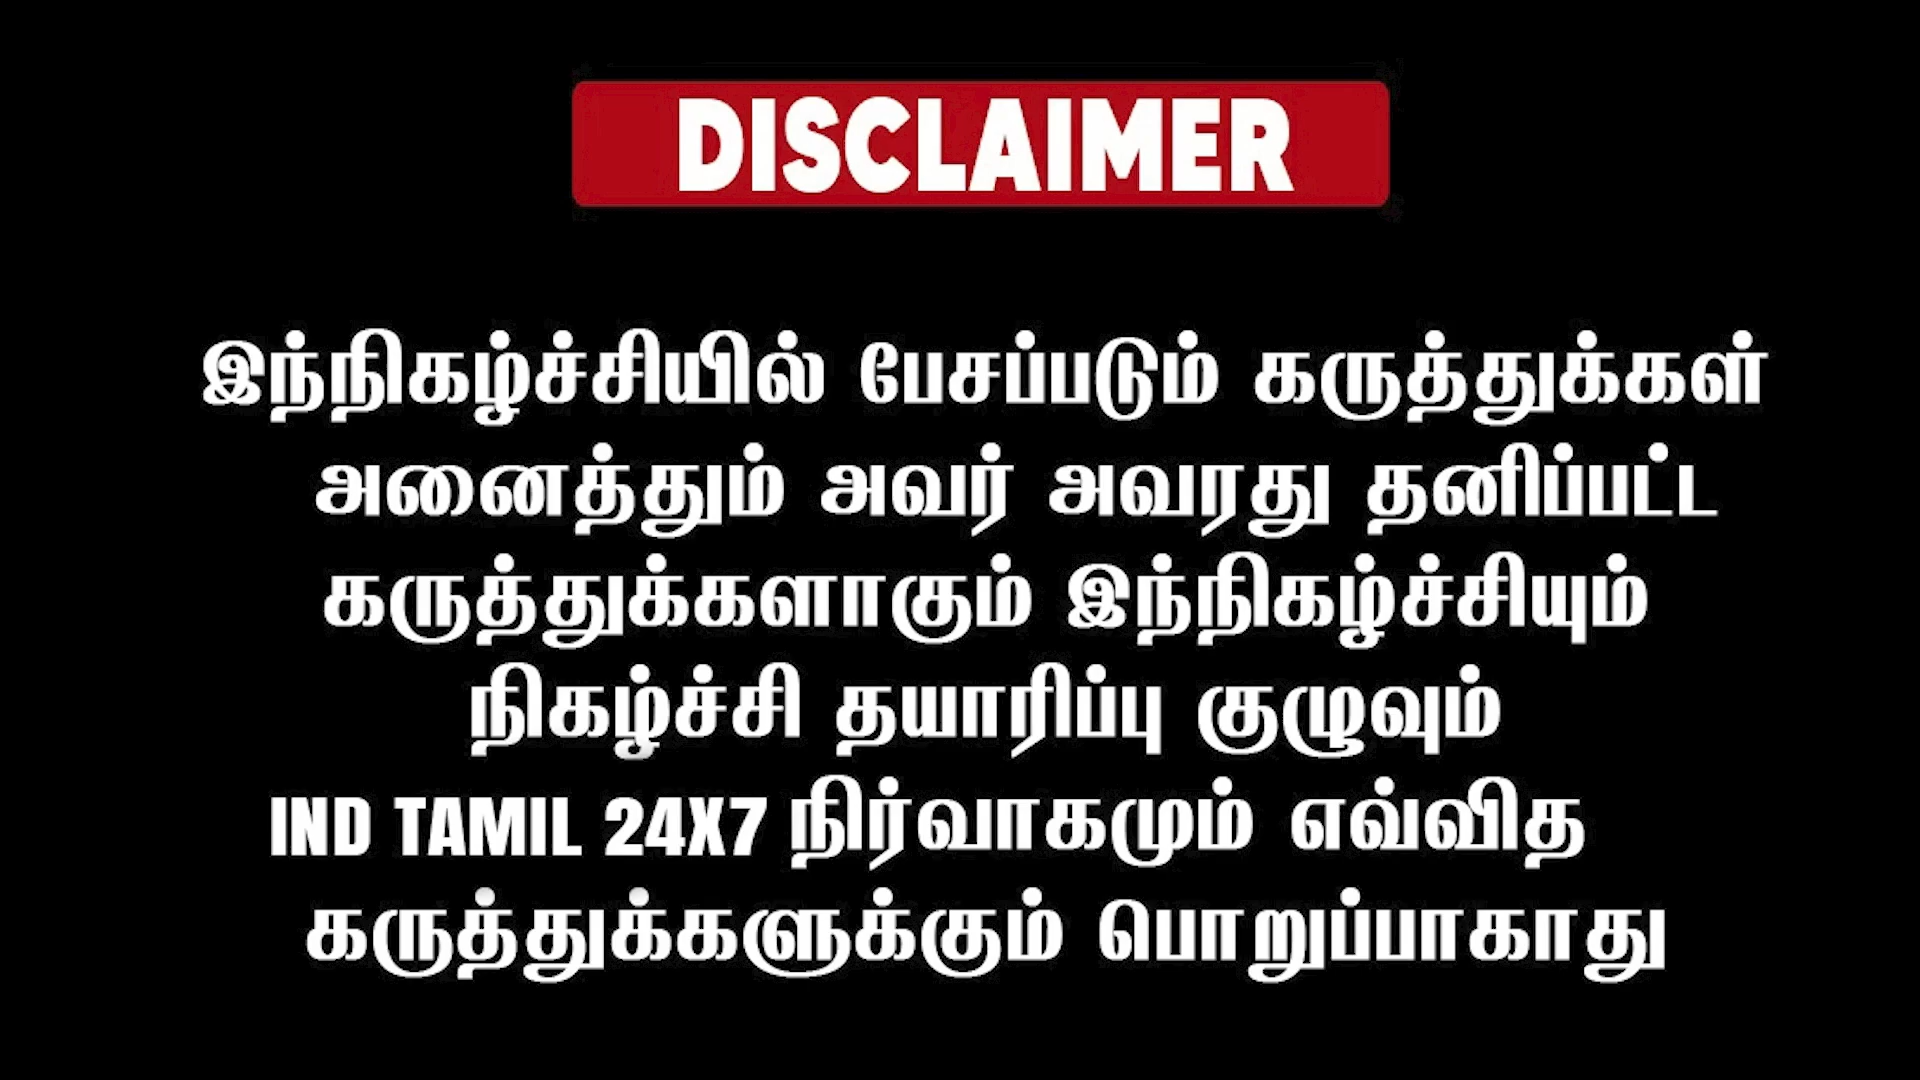 DISCLAIMER
இந்நிகழ்ச்சியில் பேசப்படும் கருத்துக்கள்
அனைத்தும் அவர் அவரது தனிப்பட்ட
கருத்துக்களாகும் இந்நிகழ்ச்சியும்
நிகழ்ச்சி தயாரிப்பு குழுவும்
IND TAMIL 24X7 நிர்வாகமும் எவ்வித
கருத்துக்களுக்கும் பொறுப்பாகாது